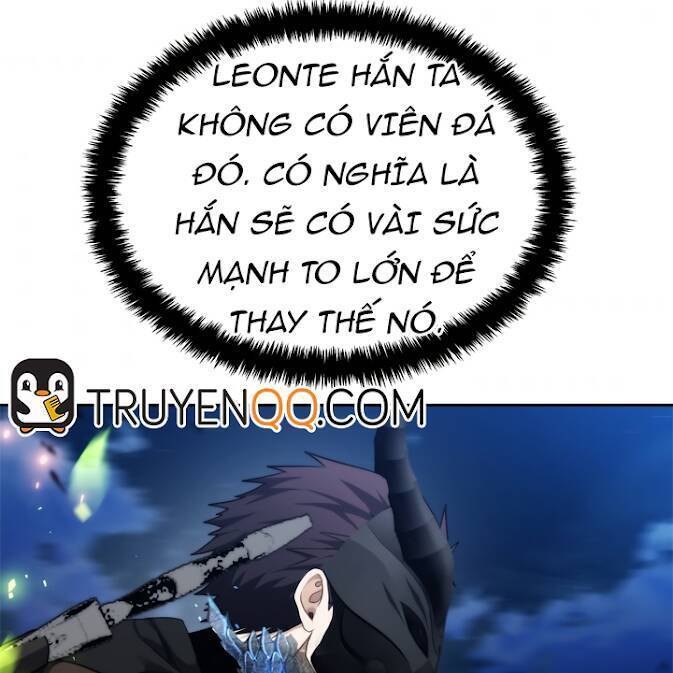 LEONTE HẮN TA
KHÔNG CÓ VIÊN ĐÁ
ĐÓ. CÓ NGHĨA LÀ
HẮN SẼ CÓ VÀI SỨC
MẠNH TO LỚN ĐỂ
THAY THẾ NÓ.
TRUYENQQ.COM